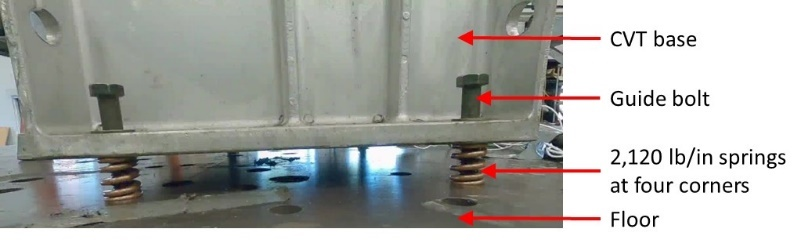 CVT base
Guide bolt
2,120 lb/in springs
at four corners
Floor